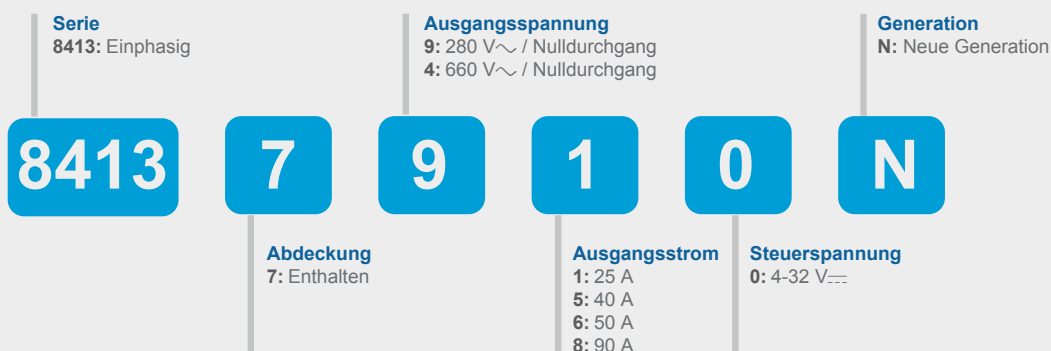 Serie
8413: Einphasig
Ausgangsspannung
9: 280 V∿ / Nulldurchgang
4: 660 V∿ / Nulldurchgang
Generation
N: Neue Generation
8413 7 9 1 0 N
Abdeckung
7: Enthalten
Ausgangsstrom
1: 25 A
5: 40 A
6: 50 A
8: 90 A
Steuerspannung
0: 4-32 V⎓